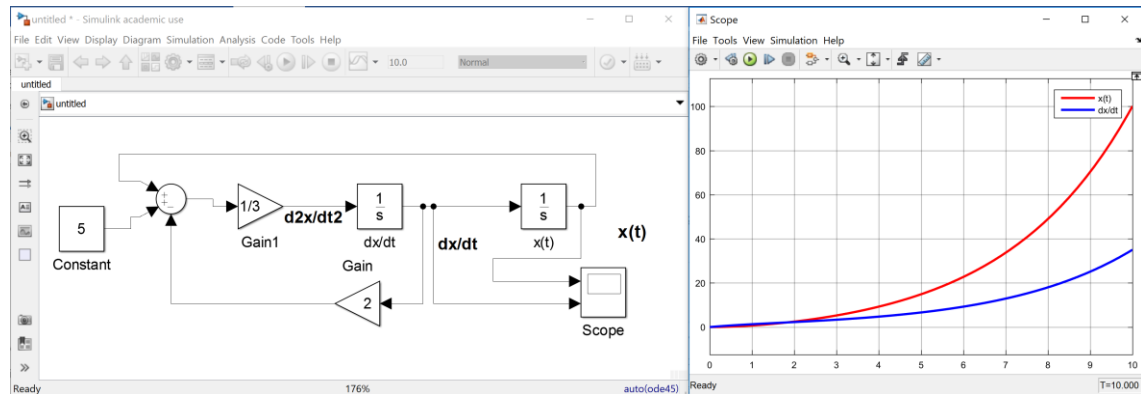 untitled * - Simulink academic use
File Edit View Display Diagram Simulation Analysis Code Tools Help
10.0
Normal
untitled
untitled
+
+
−
1/3
1
s
1
s
5
d2x/dt2
dx/dt
x(t)
Gain1
dx/dt
x(t)
Constant
Gain
2
Scope
Ready
176%
auto(ode45)
Scope
File Tools View Simulation Help
x(t)
dx/dt
100
80
60
40
20
0
0 1 2 3 4 5 6 7 8 9 10
Ready
T=10.000